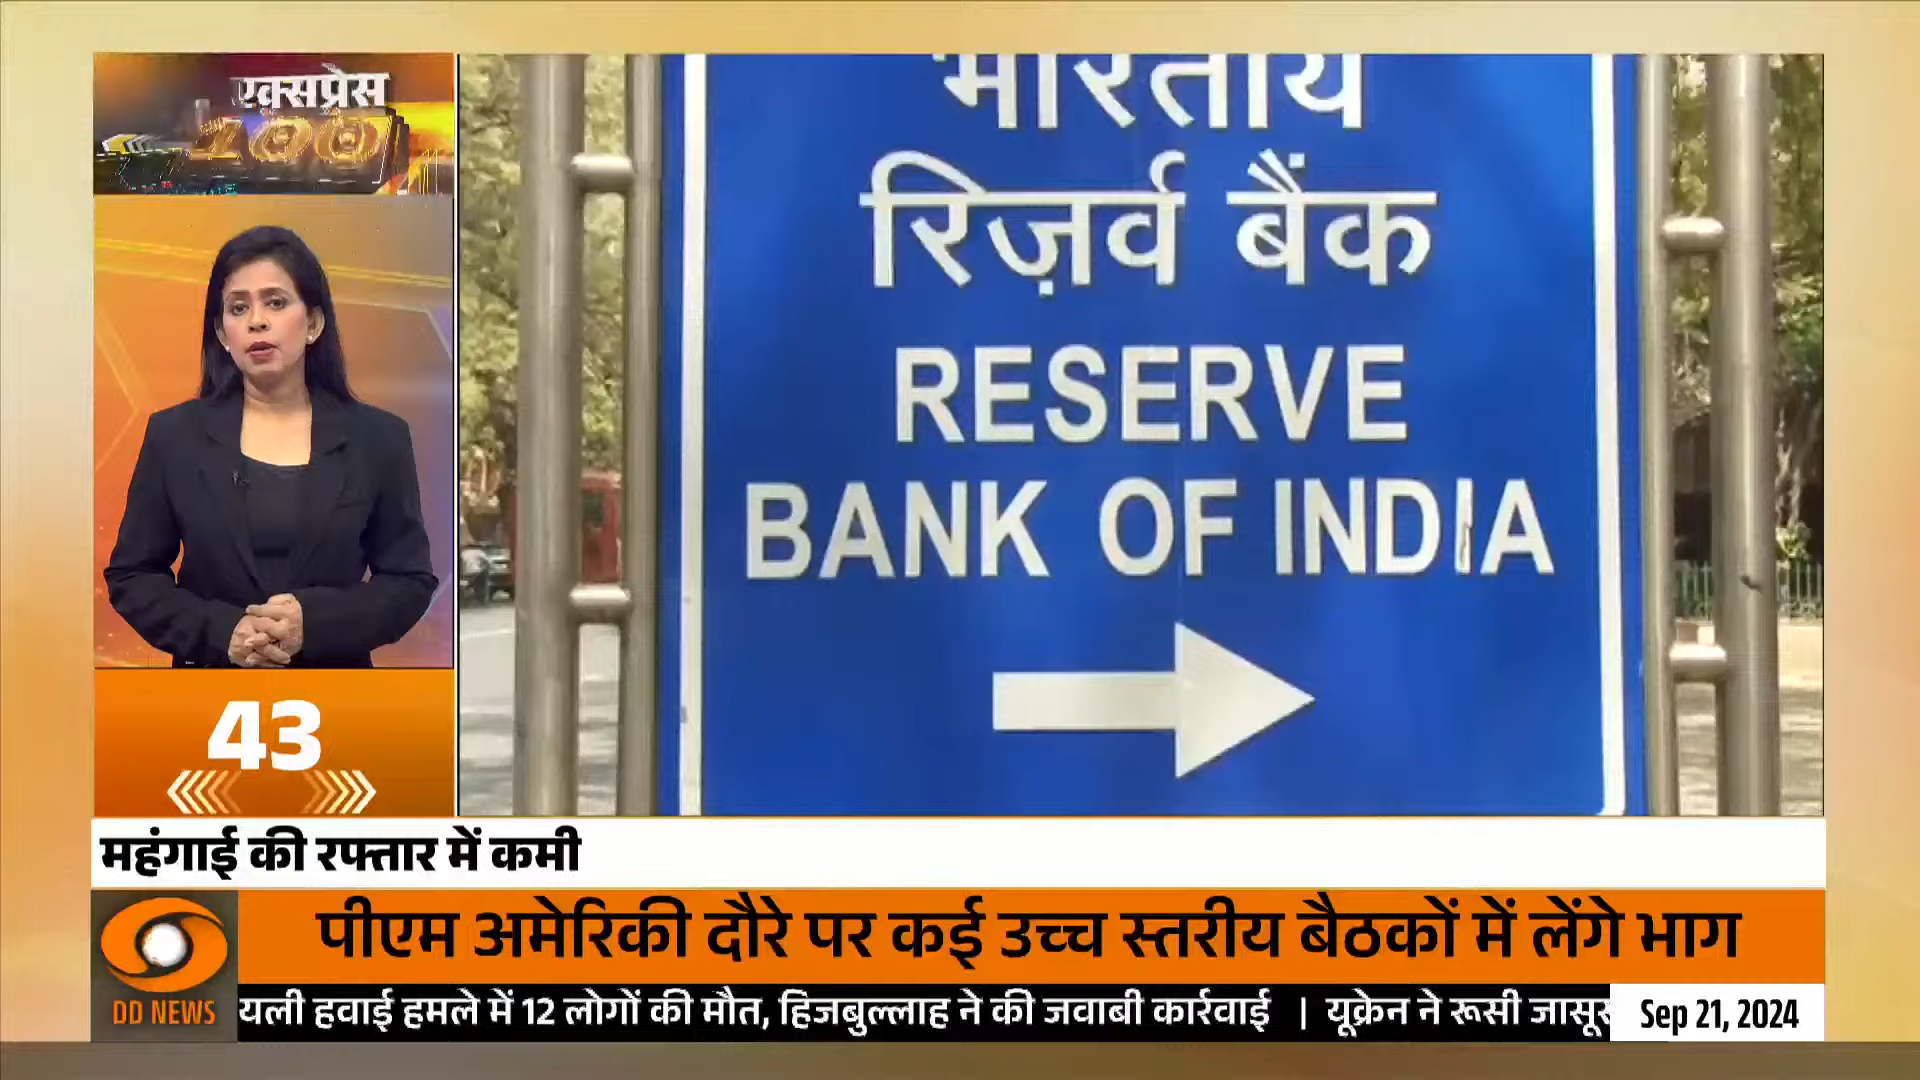 एक्सप्रेस
100
भारतीय
रिज़र्व बैंक
RESERVE
BANK OF INDIA
43
महंगाई की रफ्तार में कमी
पीएम अमेरिकी दौरे पर कई उच्च स्तरीय बैठकों में लेंगे भाग
DD NEWS
यली हवाई हमले में 12 लोगों की मौत, हिजबुल्लाह ने की जवाबी कार्रवाई | यूक्रेन ने रूसी जासूस
Sep 21, 2024